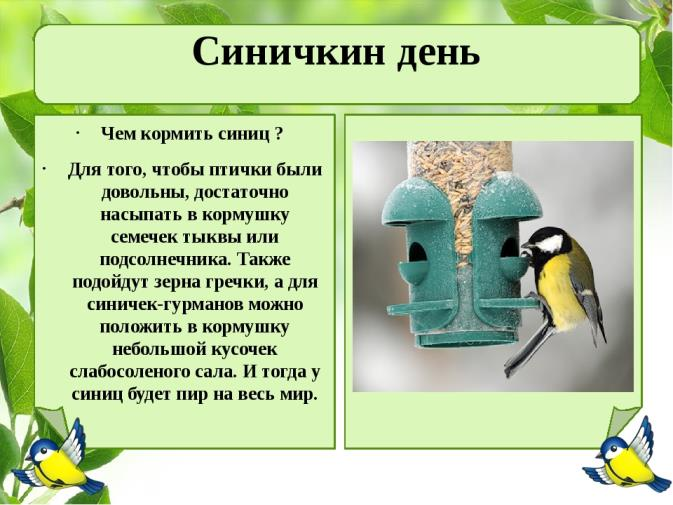 Синичкин день
· Чем кормить синиц ?
· Для того, чтобы птички были
довольны, достаточно
насыпать в кормушку
семечек тыквы или
подсолнечника. Также
подойдут зерна гречки, а для
синичек-гурманов можно
положить в кормушку
небольшой кусочек
слабосоленого сала. И тогда у
синиц будет пир на весь мир.